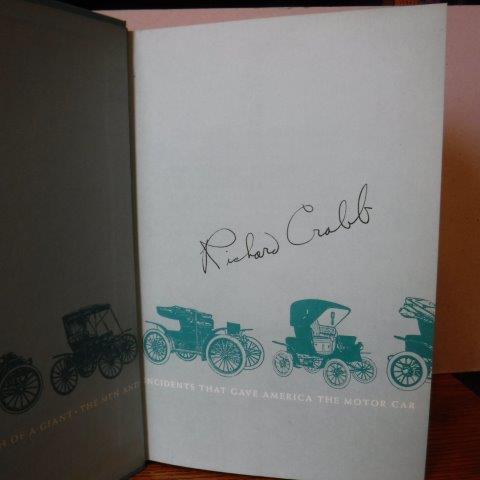 Richard Crabb
H OF A GIANT • THE MEN AND INCIDENTS THAT GAVE AMERICA THE MOTOR CAR